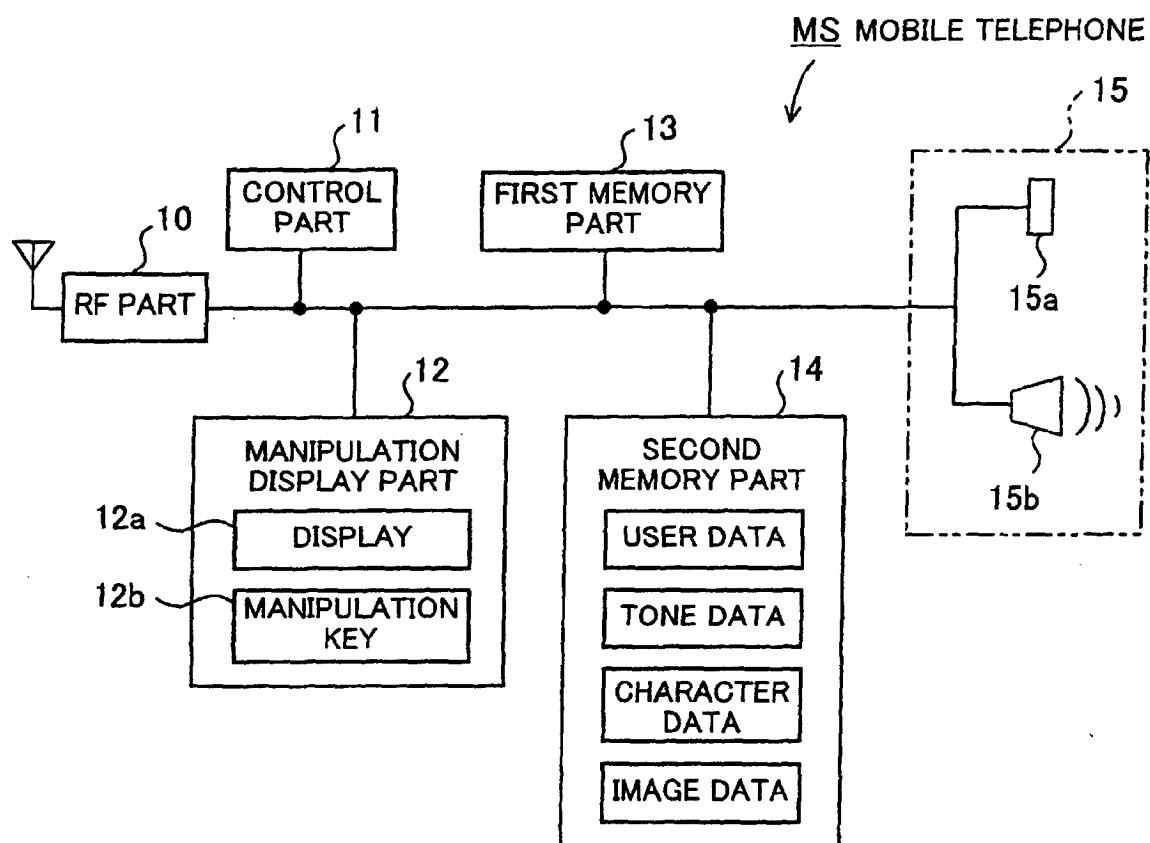 MS MOBILE TELEPHONE
15
11
13
CONTROL
PART
FIRST MEMORY
PART
10
RF PART
15a
12
14
MANIPULATION
DISPLAY PART
SECOND
MEMORY PART
15b
12a
DISPLAY
USER DATA
12b
MANIPULATION
KEY
TONE DATA
CHARACTER
DATA
IMAGE DATA